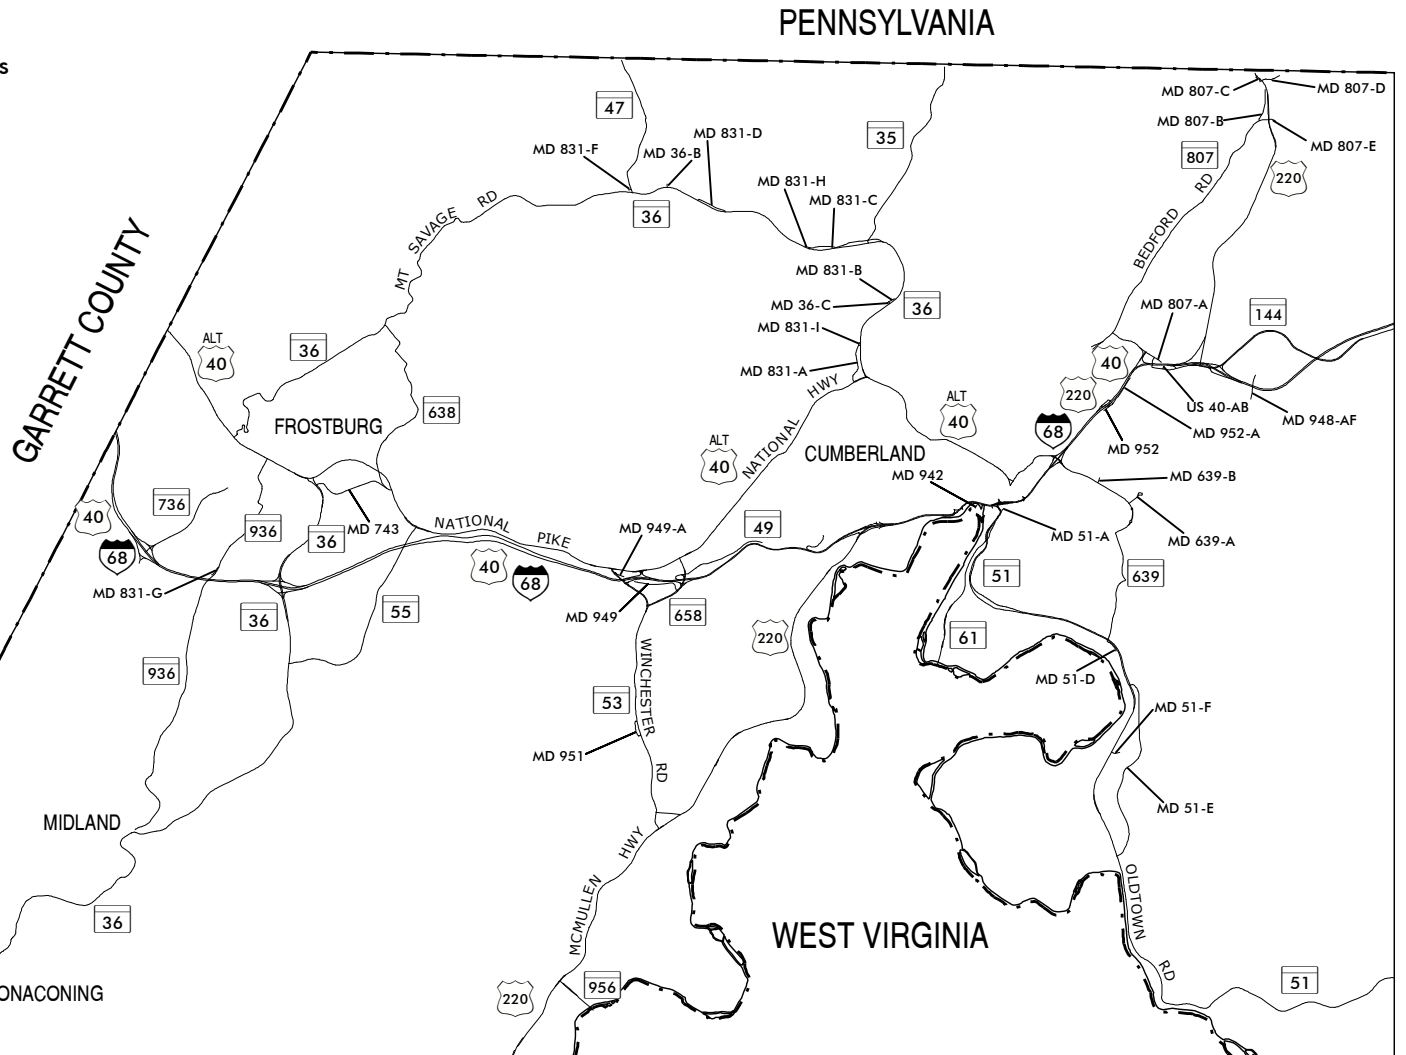 PENNSYLVANIA
s
MD 807-C
MD 807-D
47
MD 807-B
MD 831-D
35
MD 831-F
MD 36-B
807
MD 807-E
220
MD 831-H
RD
MT SAVAGE RD
MD 831-C
36
BEDFORD
GARRETT COUNTY
MD 831-B
MD 36-C
36
MD 807-A
144
MD 831-I
ALT
40
36
40
MD 831-A
HWY
220
638
ALT
40
US 40-AB
MD 948-AF
FROSTBURG
68
MD 952-A
ALT
40
NATIONAL
CUMBERLAND
MD 952
MD 942
MD 639-B
736
40
936
MD 743
NATIONAL PIKE
MD 949-A
49
MD 51-A
MD 639-A
36
68
40
68
51
639
MD 831-G
36
55
MD 949
658
61
220
936
WINCHESTER RD
MD 51-D
53
MD 51-F
MD 951
MD 51-E
MIDLAND
MCMULLEN HWY
OLDTOWN RD
36
WEST VIRGINIA
ONACONING
220
956
51